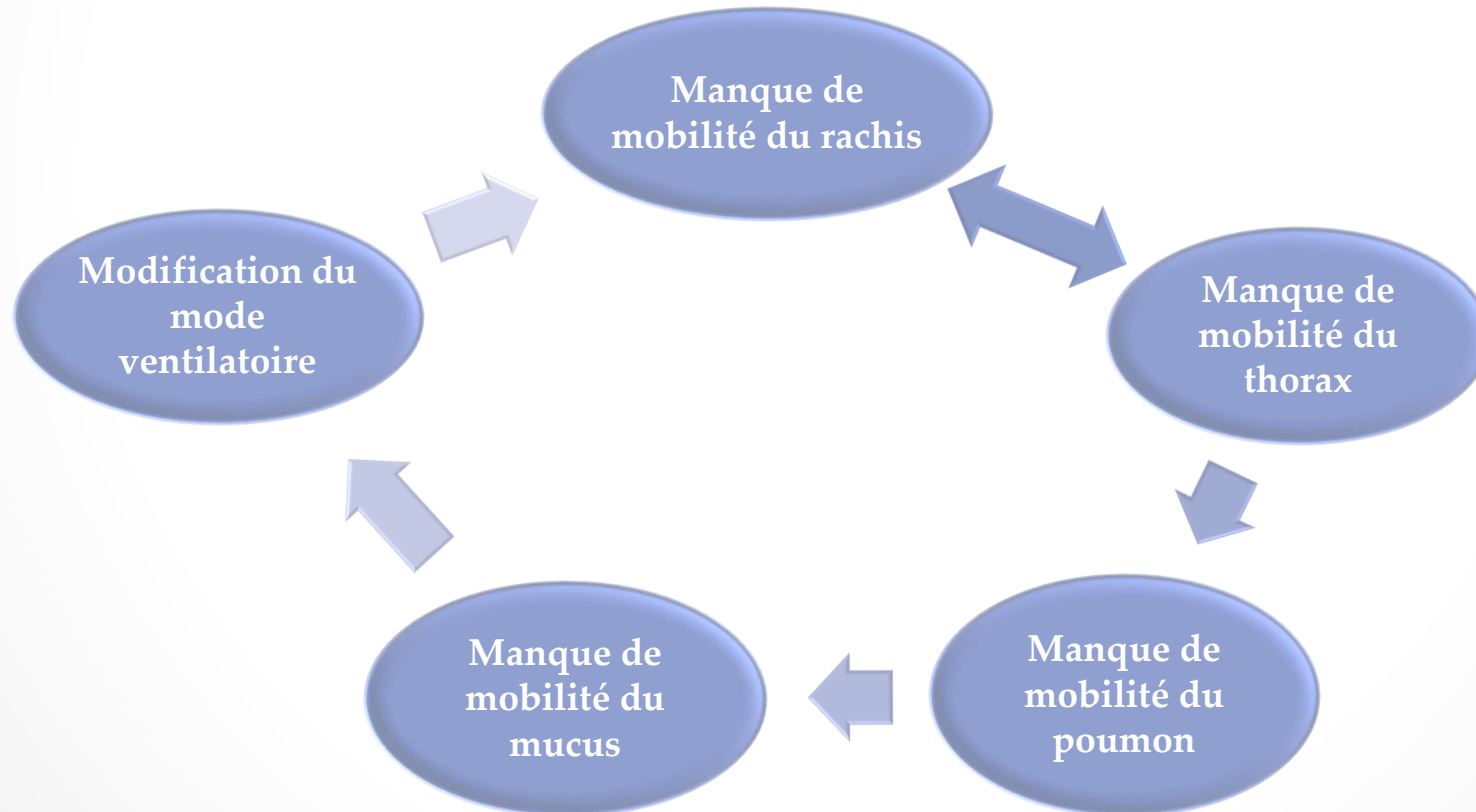 Manque de
mobilité du rachis
Manque de
mobilité du
thorax
Manque de
mobilité du
poumon
Manque de
mobilité du
mucus
Modification du
mode
ventilatoire